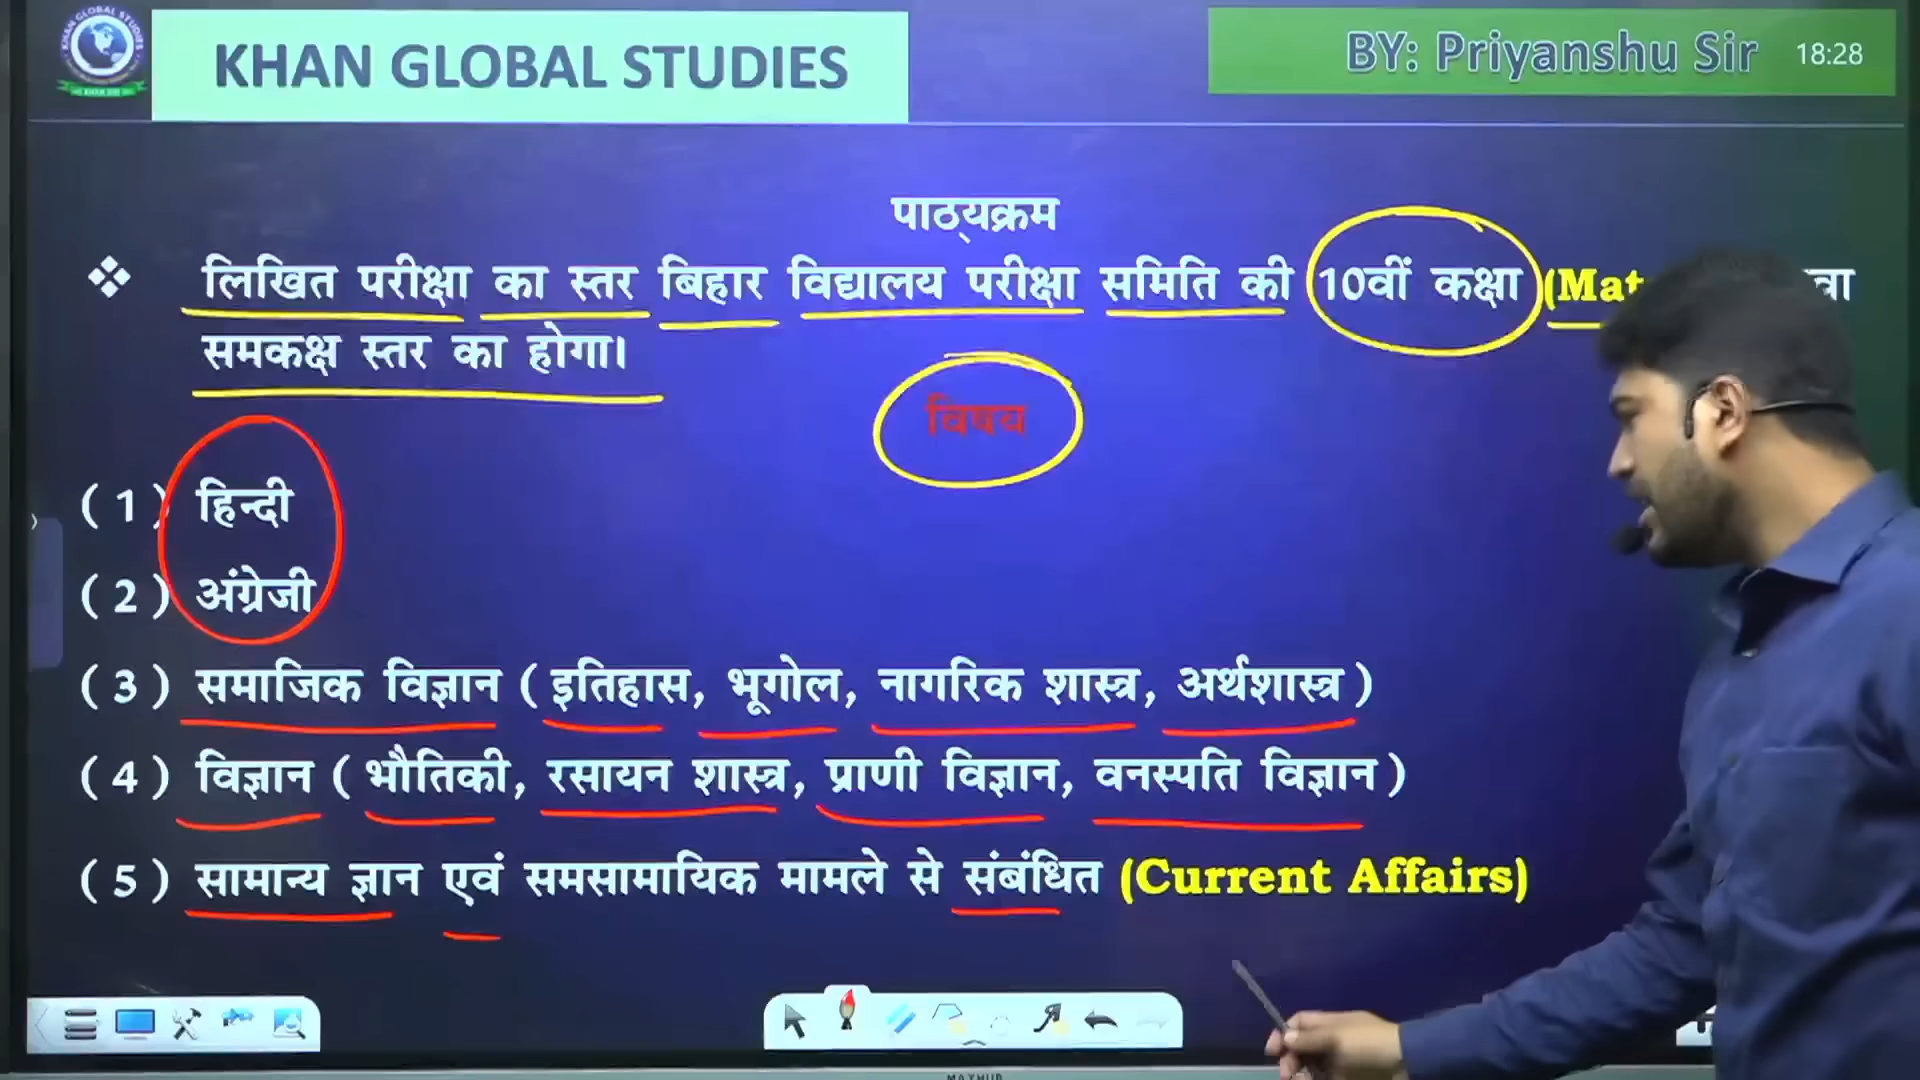 KHAN GLOBAL STUDIES
BY: Priyanshu Sir 18:28
पाठ्यक्रम
❖ लिखित परीक्षा का स्तर बिहार विद्यालय परीक्षा समिति की 10वीं कक्षा
समकक्ष स्तर का होगा।
विषय
(1) हिन्दी
(2) अंग्रेजी
(3) समाजिक विज्ञान (इतिहास, भूगोल, नागरिक शास्त्र, अर्थशास्त्र)
(4) विज्ञान (भौतिकी, रसायन शास्त्र, प्राणी विज्ञान, वनस्पति विज्ञान)
(5) सामान्य ज्ञान एवं समसामायिक मामले से संबंधित (Current Affairs)